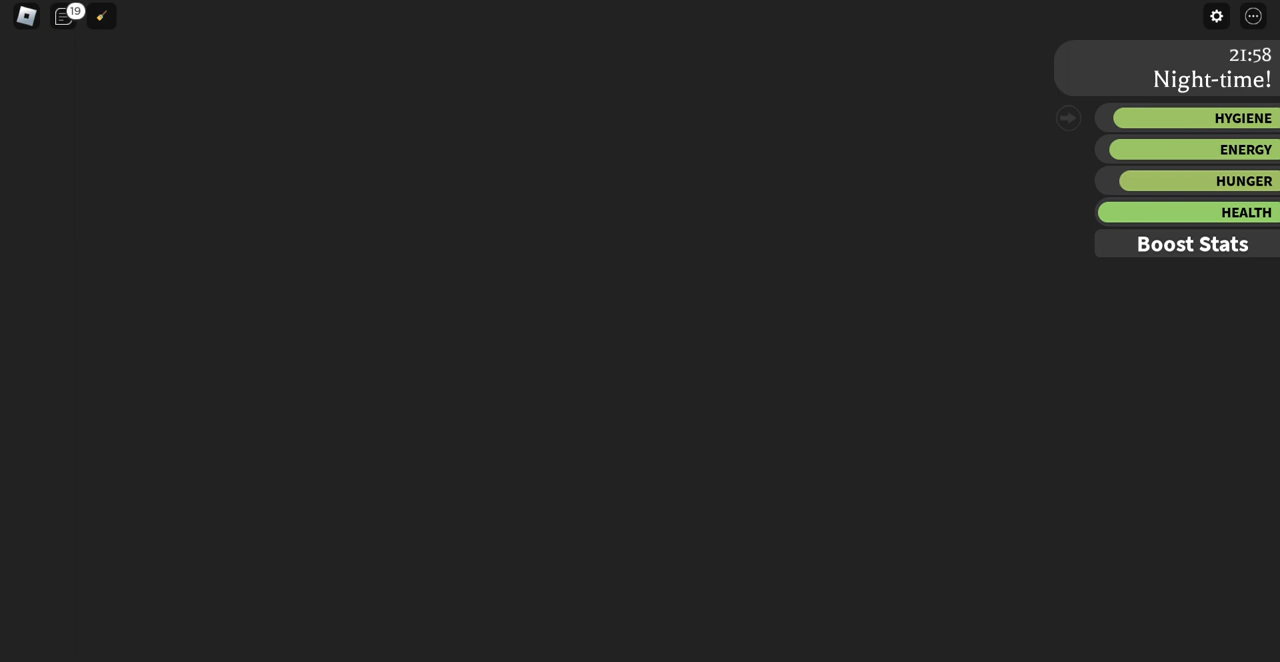 19
21:58
Night-time!
HYGIENE
ENERGY
HUNGER
HEALTH
Boost Stats